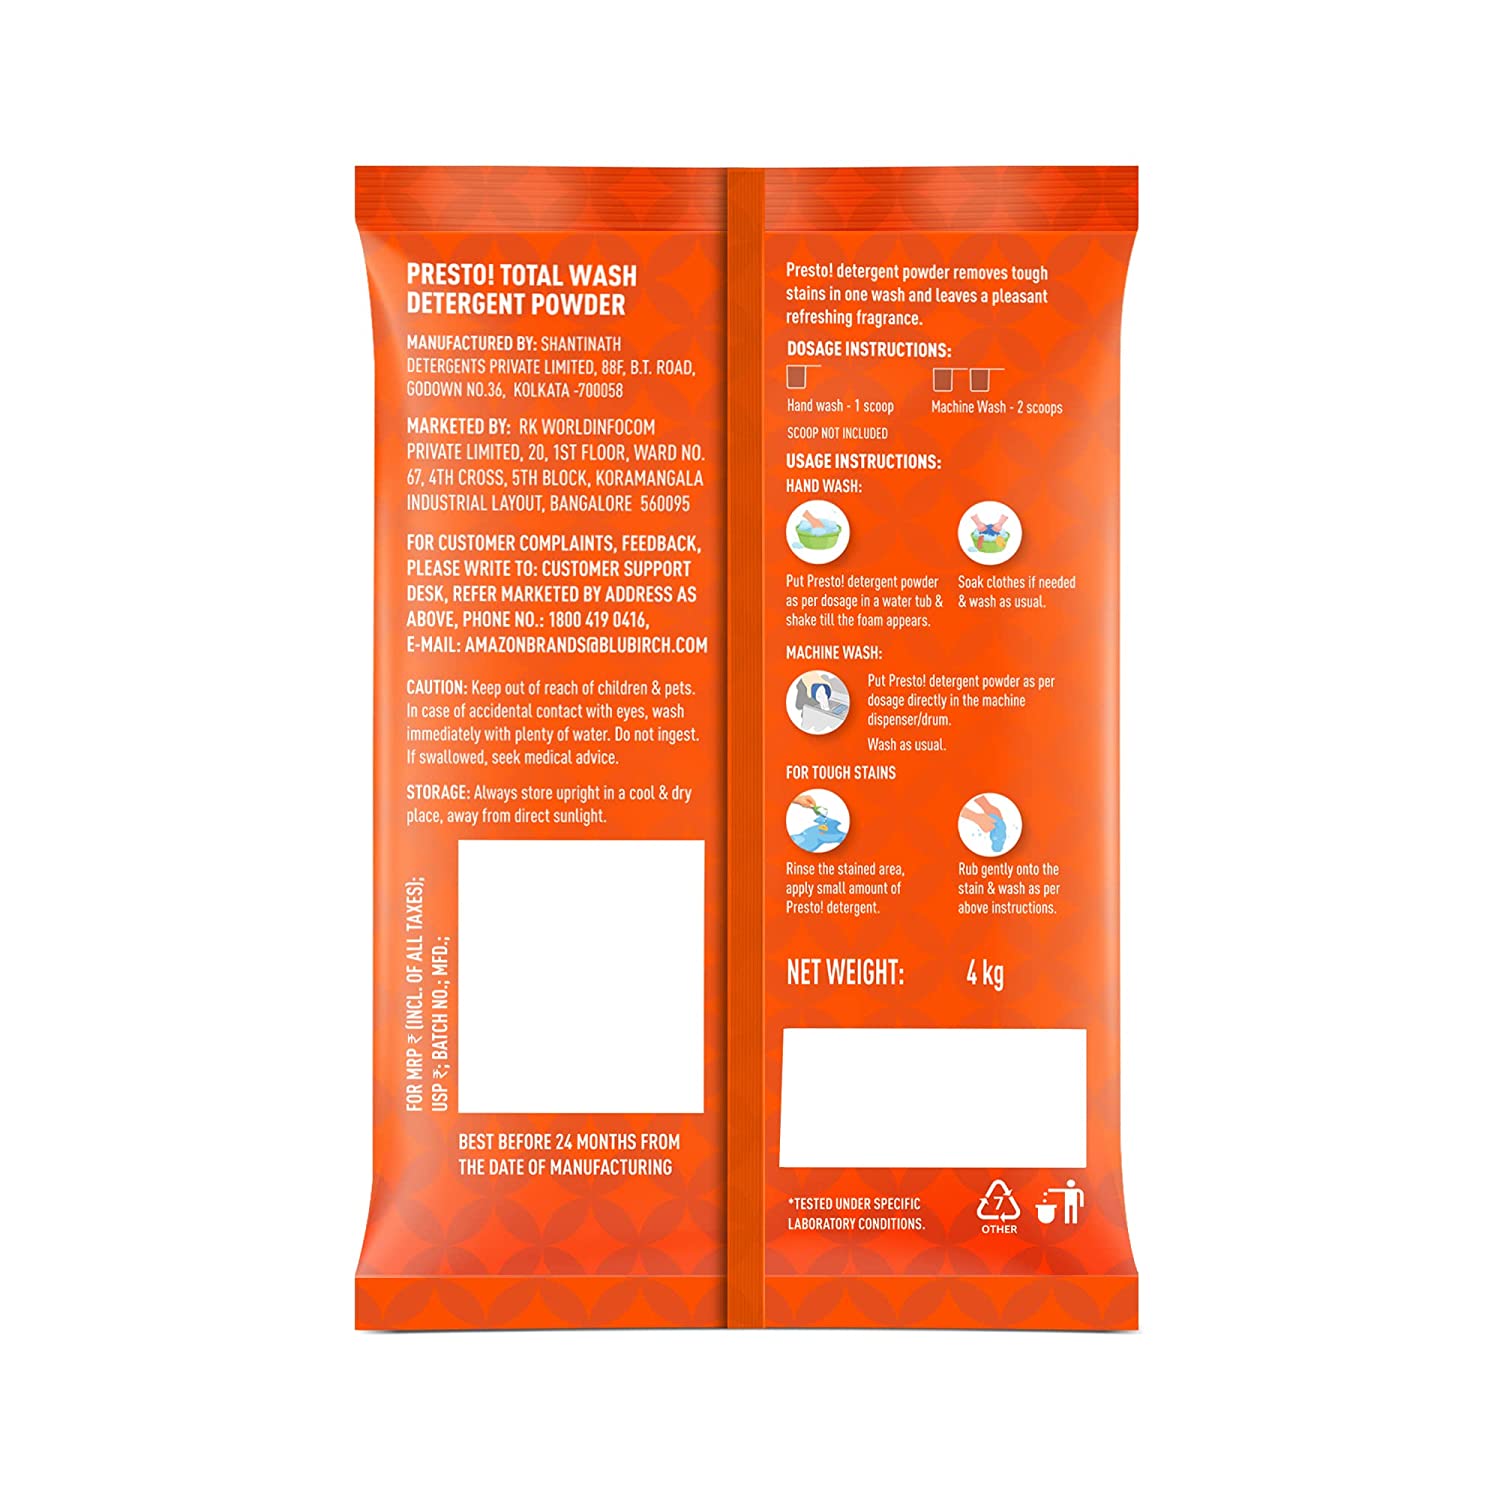 PRESTO! TOTAL WASH
DETERGENT POWDER
MANUFACTURED BY: SHANTINATH
DETERGENTS PRIVATE LIMITED, 88F, B.T. ROAD,
GODOWN NO.36, KOLKATA -700058
MARKETED BY: RK WORLDINFOCOM
PRIVATE LIMITED, 20, 1ST FLOOR, WARD NO.
67, 4TH CROSS, 5TH BLOCK, KORAMANGALA
INDUSTRIAL LAYOUT, BANGALORE 560095
FOR CUSTOMER COMPLAINTS, FEEDBACK,
PLEASE WRITE TO: CUSTOMER SUPPORT
DESK, REFER MARKETED BY ADDRESS AS
ABOVE, PHONE NO.: 1800 419 0416,
E-MAIL: AMAZONBRANDS@BLUBIRCH.COM
CAUTION: Keep out of reach of children & pets.
In case of accidental contact with eyes, wash
immediately with plenty of water. Do not ingest.
If swallowed, seek medical advice.
STORAGE: Always store upright in a cool & dry
place, away from direct sunlight.
FOR MRP ₹ (INCL. OF ALL TAXES);
USP ₹; BATCH NO.; MFD.;
BEST BEFORE 24 MONTHS FROM
THE DATE OF MANUFACTURING
Presto! detergent powder removes tough
stains in one wash and leaves a pleasant
refreshing fragrance.
DOSAGE INSTRUCTIONS:
Hand wash - 1 scoop
Machine Wash - 2 scoops
SCOOP NOT INCLUDED
USAGE INSTRUCTIONS:
HAND WASH:
Put Presto! detergent powder
as per dosage in a water tub &
shake till the foam appears.
Soak clothes if needed
& wash as usual.
MACHINE WASH:
Put Presto! detergent powder as per
dosage directly in the machine
dispenser/drum.
Wash as usual.
FOR TOUGH STAINS
Rinse the stained area,
apply small amount of
Presto! detergent.
Rub gently onto the
stain & wash as per
above instructions.
NET WEIGHT: 4 kg
*TESTED UNDER SPECIFIC
LABORATORY CONDITIONS.
7
OTHER